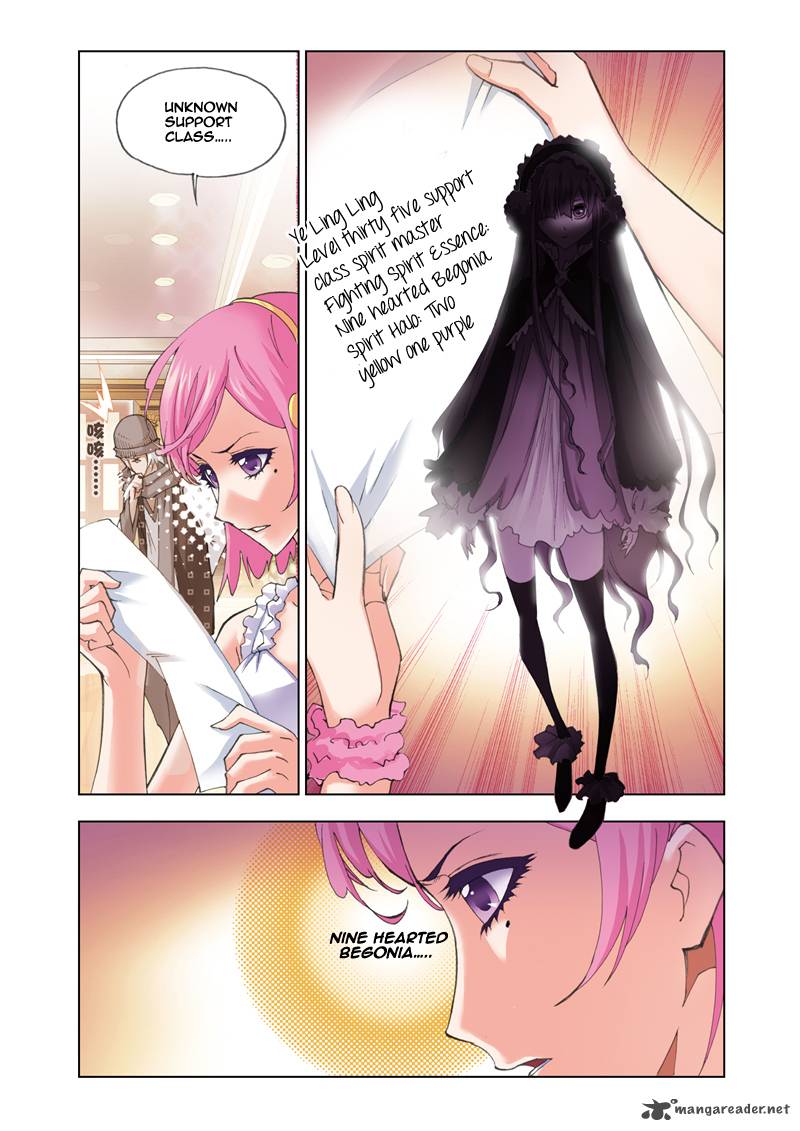 UNKNOWN
SUPPORT
CLASS.....
Ye Ling Ling
Level thirty five support
class spirit master
Fighting Spirit Essence:
Nine hearted Begonia
Spirit Halo: Two
yellow one purple
咳
咳
......
NINE HEARTED
BEGONIA.....
mangareader.net